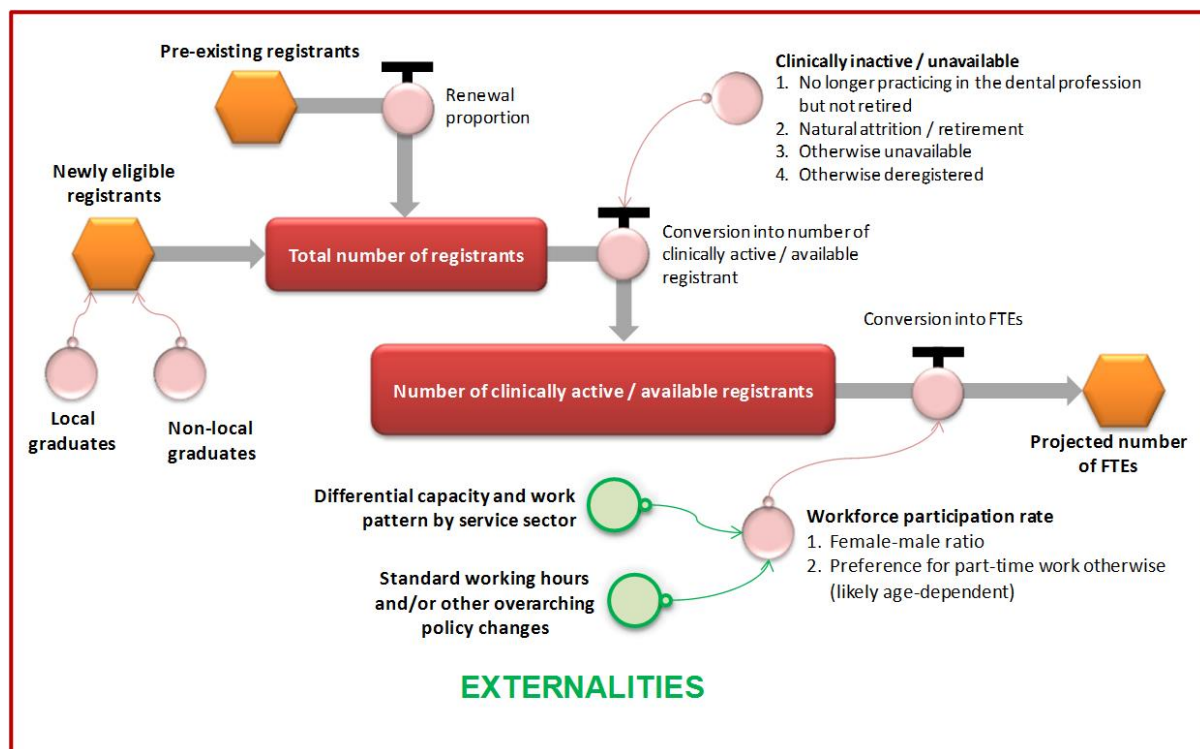 Pre-existing registrants
Renewal
proportion
Clinically inactive / unavailable
1. No longer practicing in the dental profession
but not retired
2. Natural attrition / retirement
3. Otherwise unavailable
4. Otherwise deregistered
Newly eligible
registrants
Total number of registrants
Conversion into number of
clinically active / available
registrant
Local
graduates
Non-local
graduates
Number of clinically active / available registrants
Conversion into FTEs
Projected number
of FTEs
Differential capacity and work
pattern by service sector
Workforce participation rate
1. Female-male ratio
2. Preference for part-time work otherwise
(likely age-dependent)
Standard working hours
and/or other overarching
policy changes
EXTERNALITIES